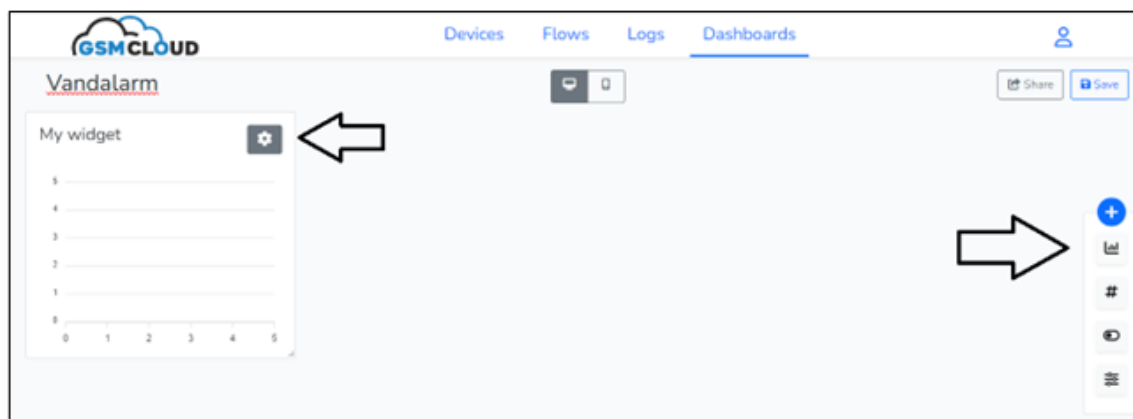 GSMCLOUD
Devices Flows Logs Dashboards
Vandalarm
Share Save
My widget
5
4
3
2
1
0
0 1 2 3 4 5
#